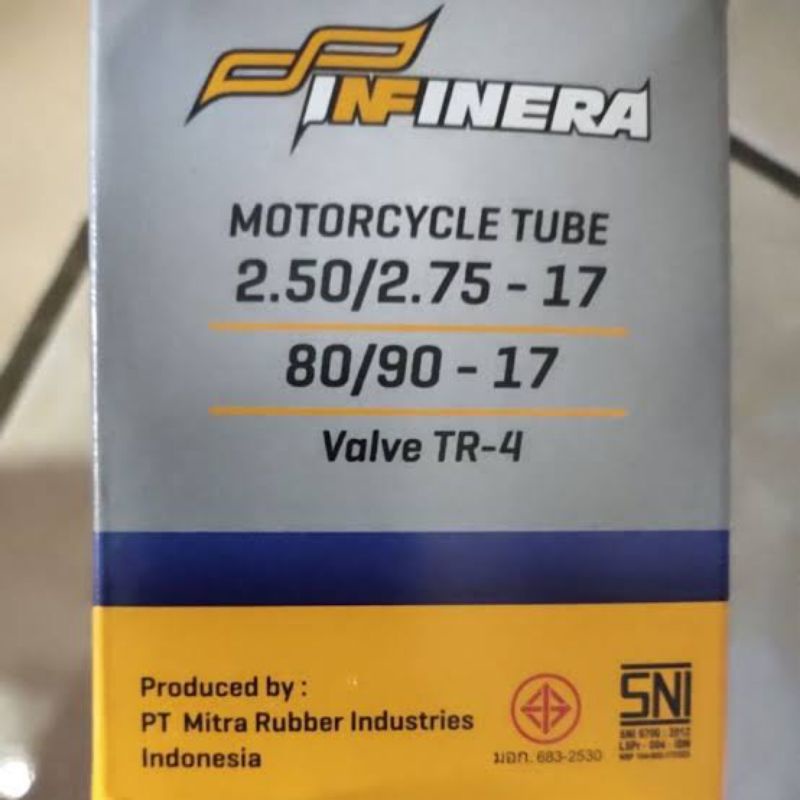 INFINERA
MOTORCYCLE TUBE
2.50/2.75 - 17
80/90 - 17
Valve TR-4
Produced by :
PT Mitra Rubber Industries
Indonesia
มอก. 683-2530
SNI